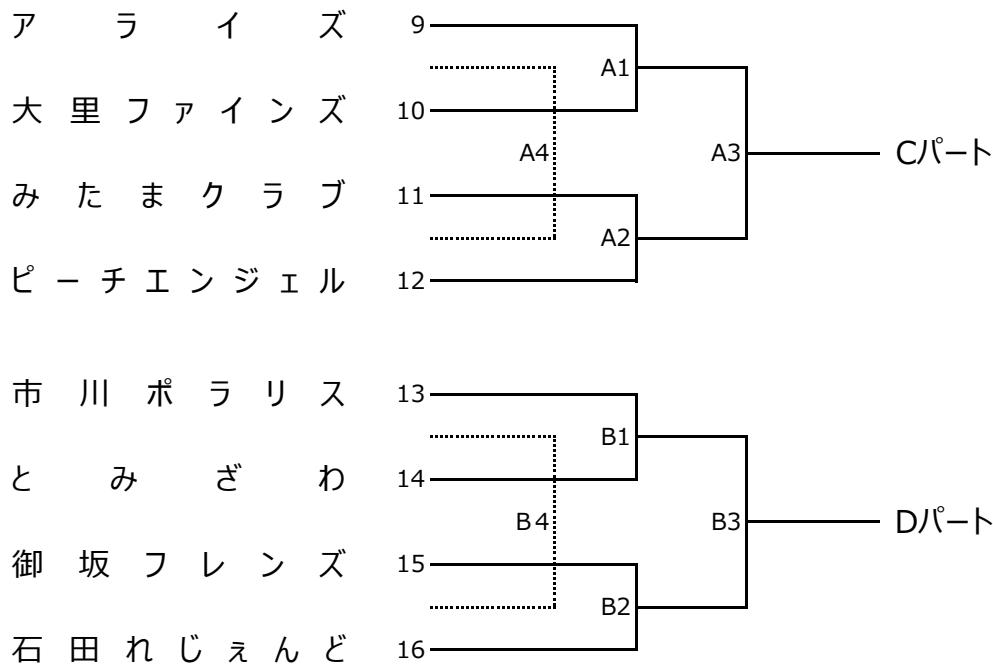 アライズ 9
A1
大里ファインズ 10
A4 A3 Cパート
みたまクラブ 11
A2
ピーチエンジェル 12
市川ポラリス 13
B1
とみざわ 14
B4 B3 Dパート
御坂フレンズ 15
B2
石田れじぇんど 16